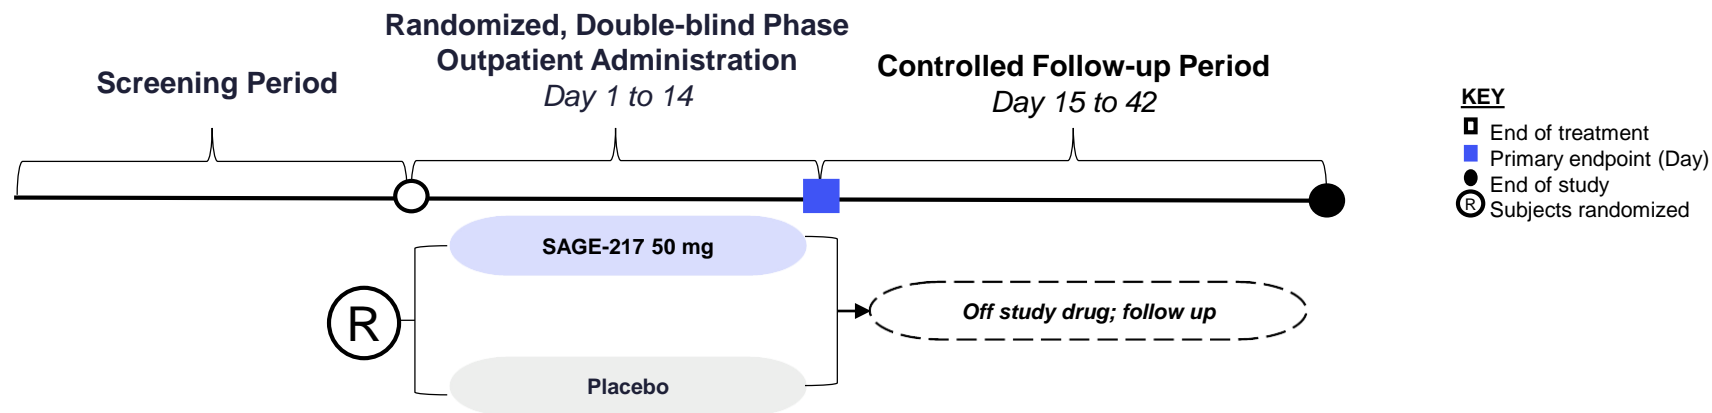 Screening Period
Randomized, Double-blind Phase
Outpatient Administration
Day 1 to 14
Controlled Follow-up Period
Day 15 to 42
KEY
End of treatment
Primary endpoint (Day)
End of study
R Subjects randomized
SAGE-217 50 mg
R
Off study drug; follow up
Placebo